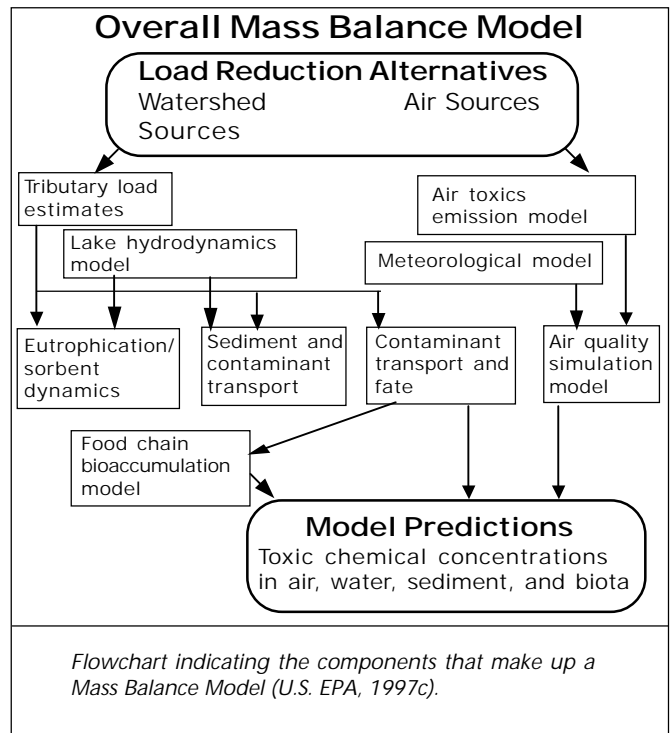 Overall Mass Balance Model
Load Reduction Alternatives
Watershed
Sources
Air Sources
Tributary load
estimates
Air toxics
emission model
Lake hydrodynamics
model
Meteorological model
Eutrophication/
sorbent
dynamics
Sediment and
contaminant
transport
Contaminant
transport and
fate
Air quality
simulation
model
Food chain
bioaccumulation
model
Model Predictions
Toxic chemical concentrations
in air, water, sediment, and biota
Flowchart indicating the components that make up a
Mass Balance Model (U.S. EPA, 1997c).